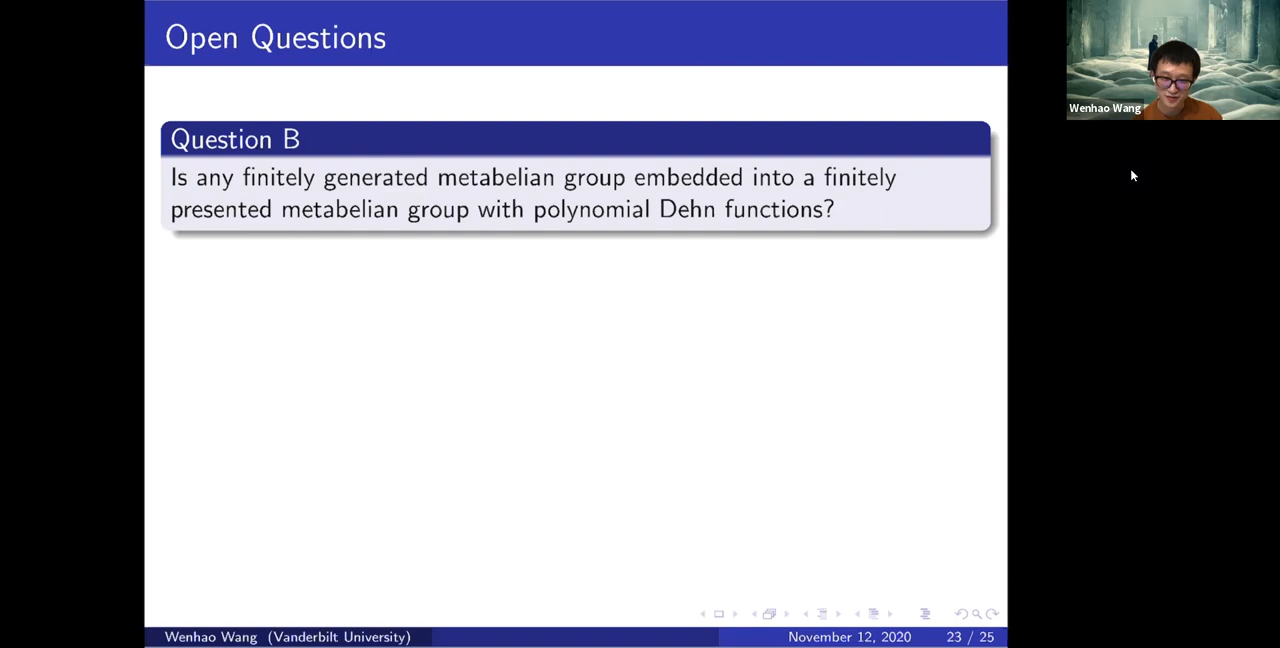 Open Questions
Wenhao Wang
Question B
Is any finitely generated metabelian group embedded into a finitely
presented metabelian group with polynomial Dehn functions?
Wenhao Wang (Vanderbilt University)
November 12, 2020
23 / 25